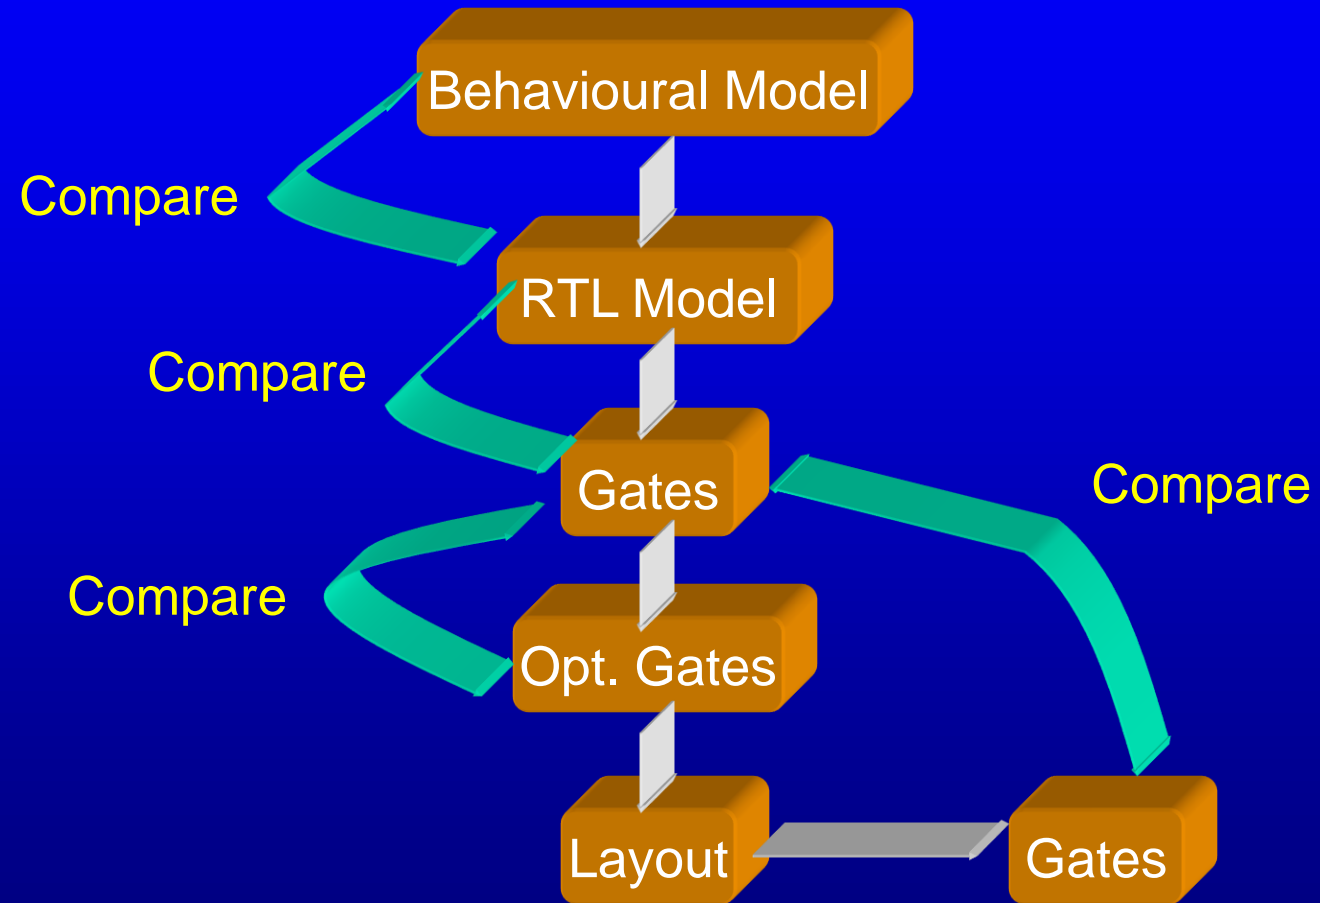 Behavioural Model
Compare
RTL Model
Compare
Gates
Compare
Compare
Opt. Gates
Layout
Gates